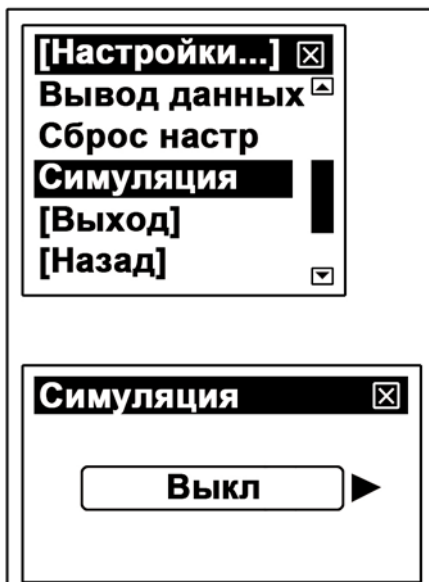 [Настройки...]
Вывод данных
Сброс настр
Симуляция
[Выход]
[Назад]
Симуляция
Выкл